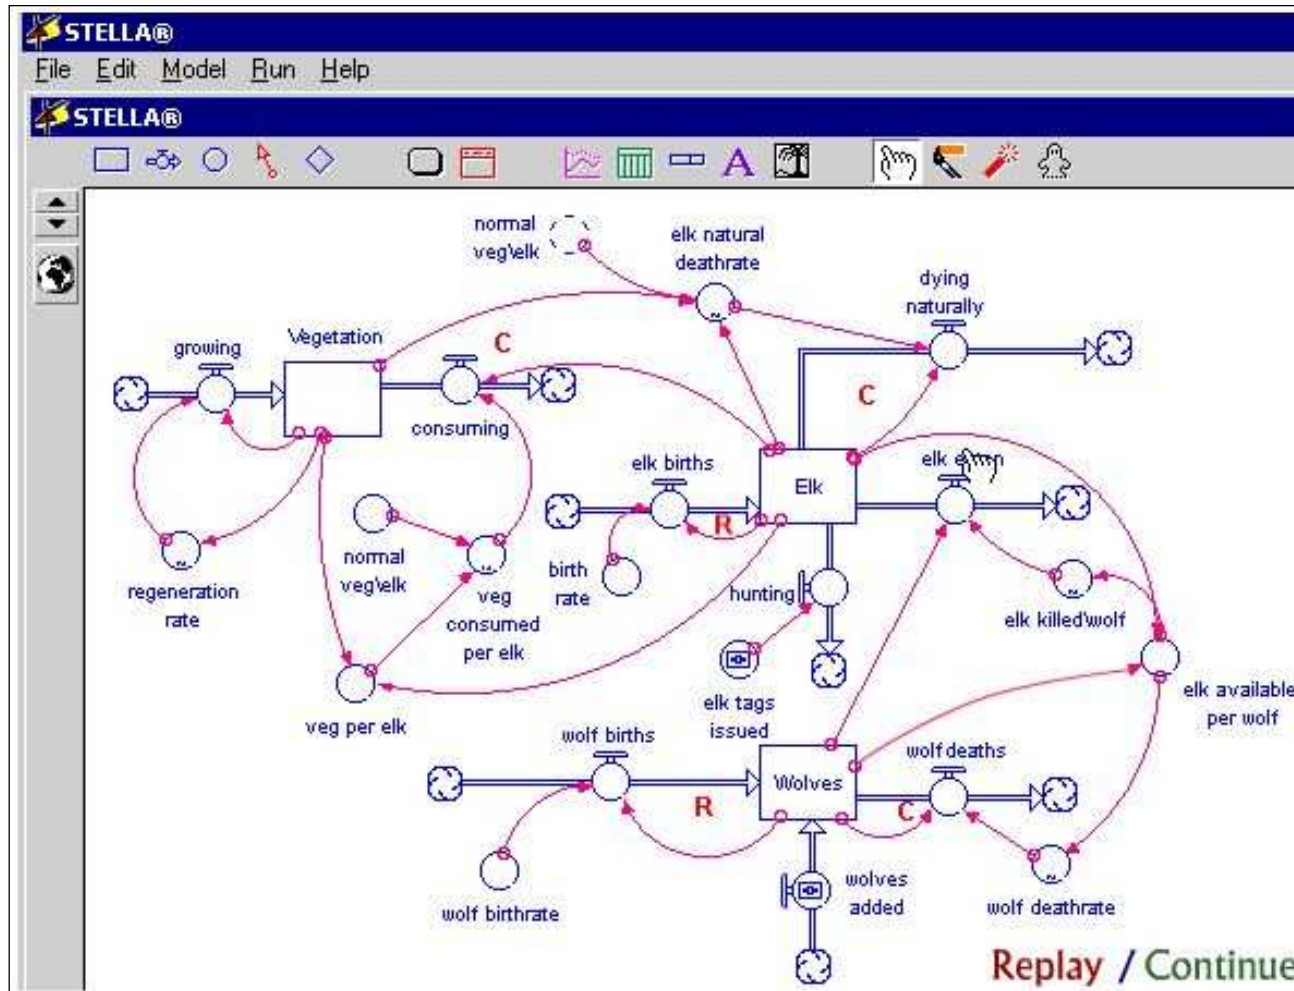 STELLA®
File Edit Model Run Help
STELLA®
A
normal
veg\elk
elk natural
deathrate
dying
naturally
growing
Vegetation
C
consuming
C
elk births
Elk
elk
R
normal
veg\elk
veg
consumed
per elk
birth
rate
hunting
elk killed\wolf
regeneration
rate
elk tags
issued
elk available
per wolf
veg per elk
wolf births
wolf deaths
Wolves
R
C
wolf birthrate
wolves
added
wolf deathrate
Replay / Continue